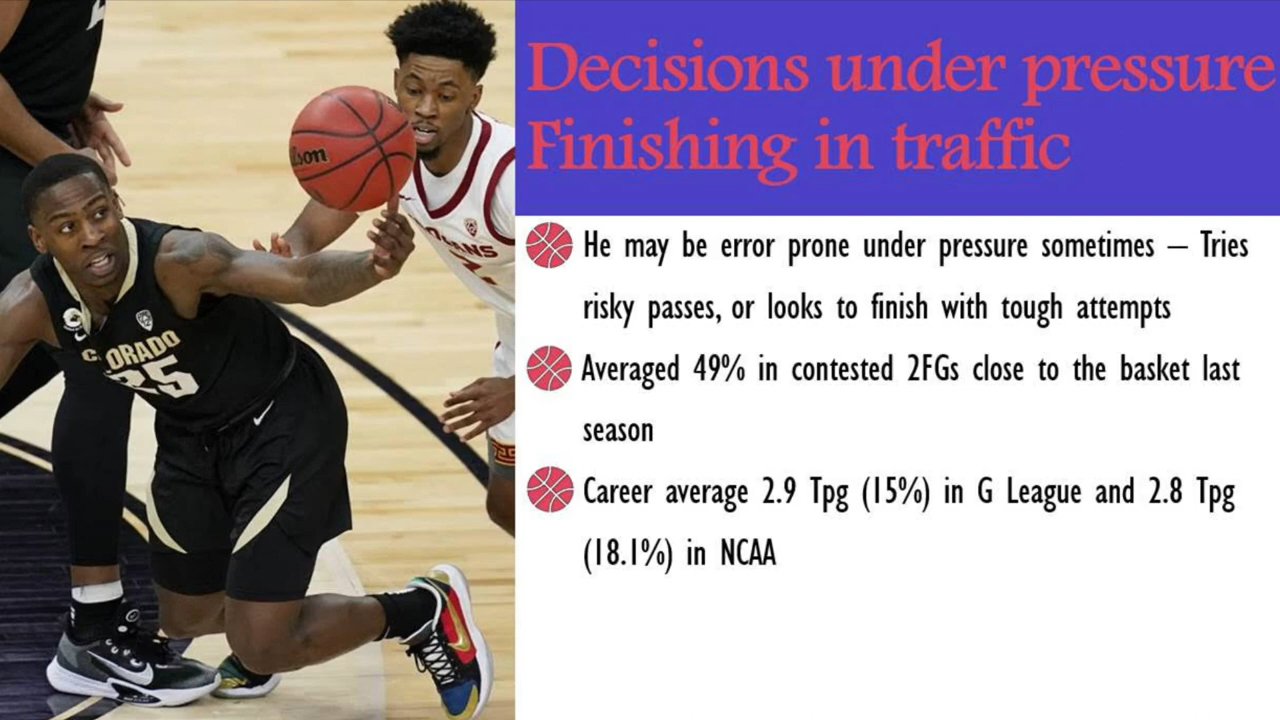 Decisions under pressure
Finishing in traffic
He may be error prone under pressure sometimes – Tries
risky passes, or looks to finish with tough attempts
Averaged 49% in contested 2FGs close to the basket last
season
Career average 2.9 Tpg (15%) in G League and 2.8 Tpg
(18.1%) in NCAA
25